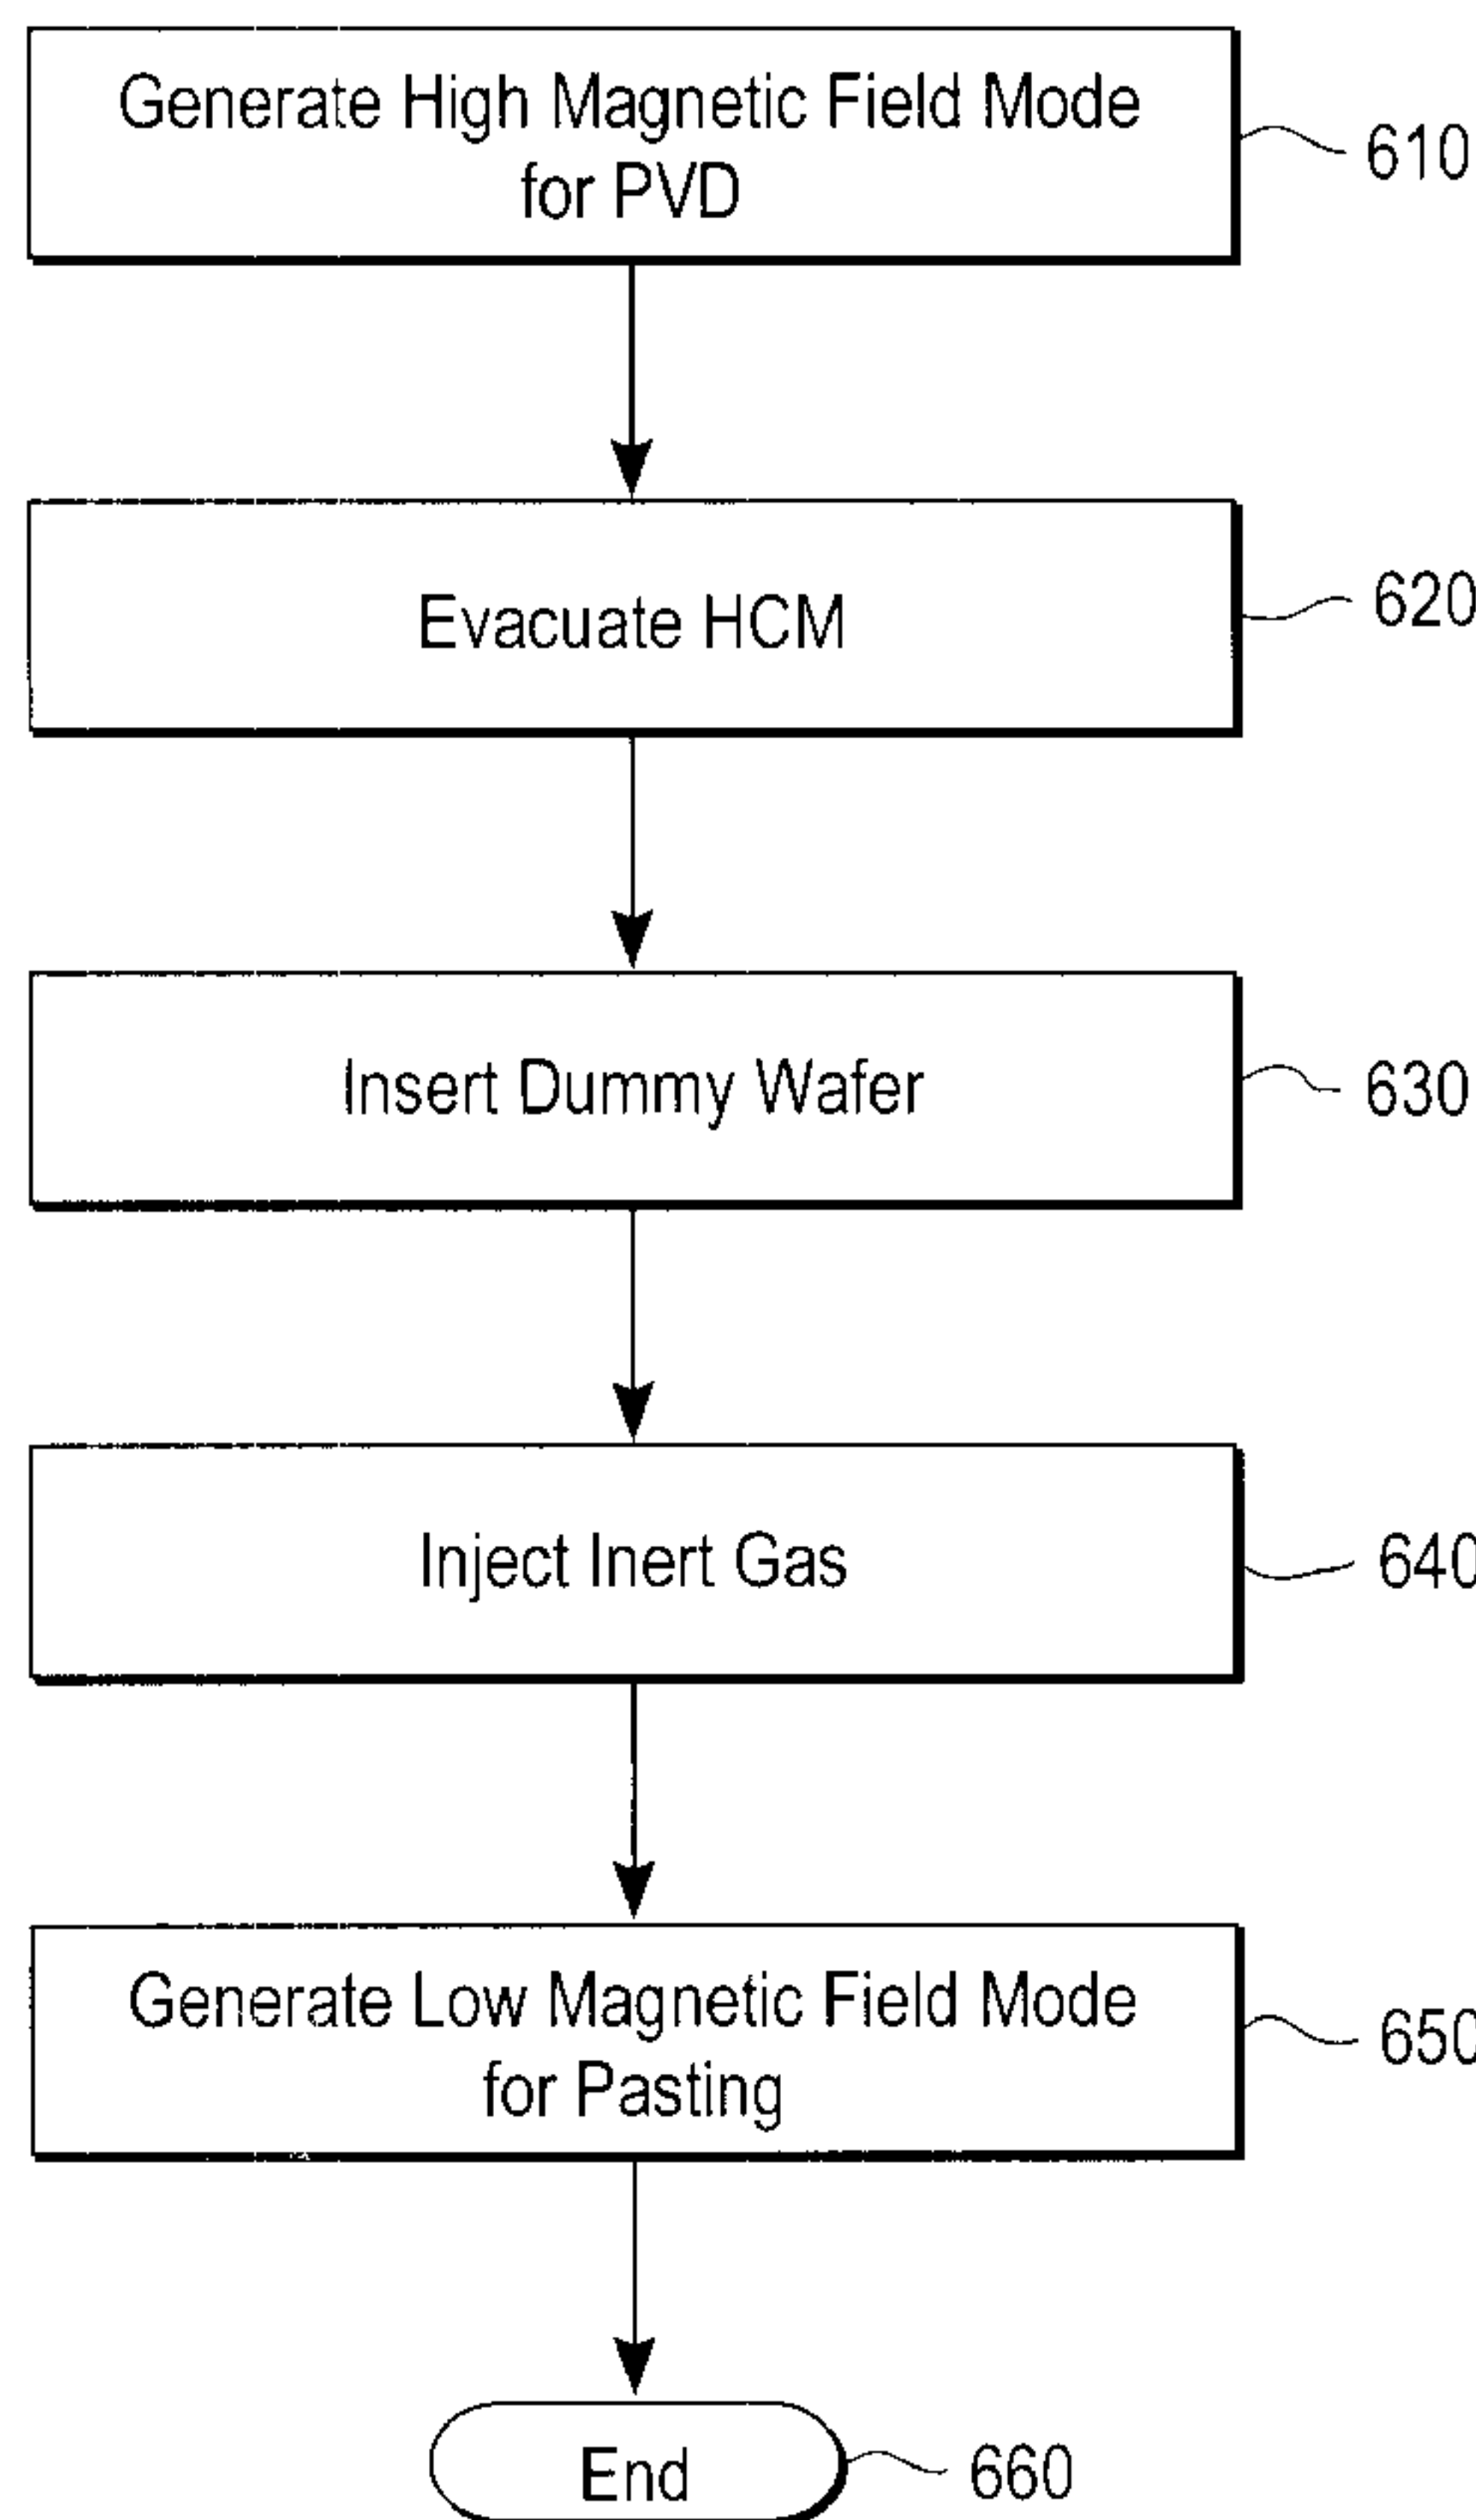 Generate High Magnetic Field Mode
for PVD
610
Evacuate HCM
620
Insert Dummy Wafer
630
Inject Inert Gas
640
Generate Low Magnetic Field Mode
for Pasting
650
End
660